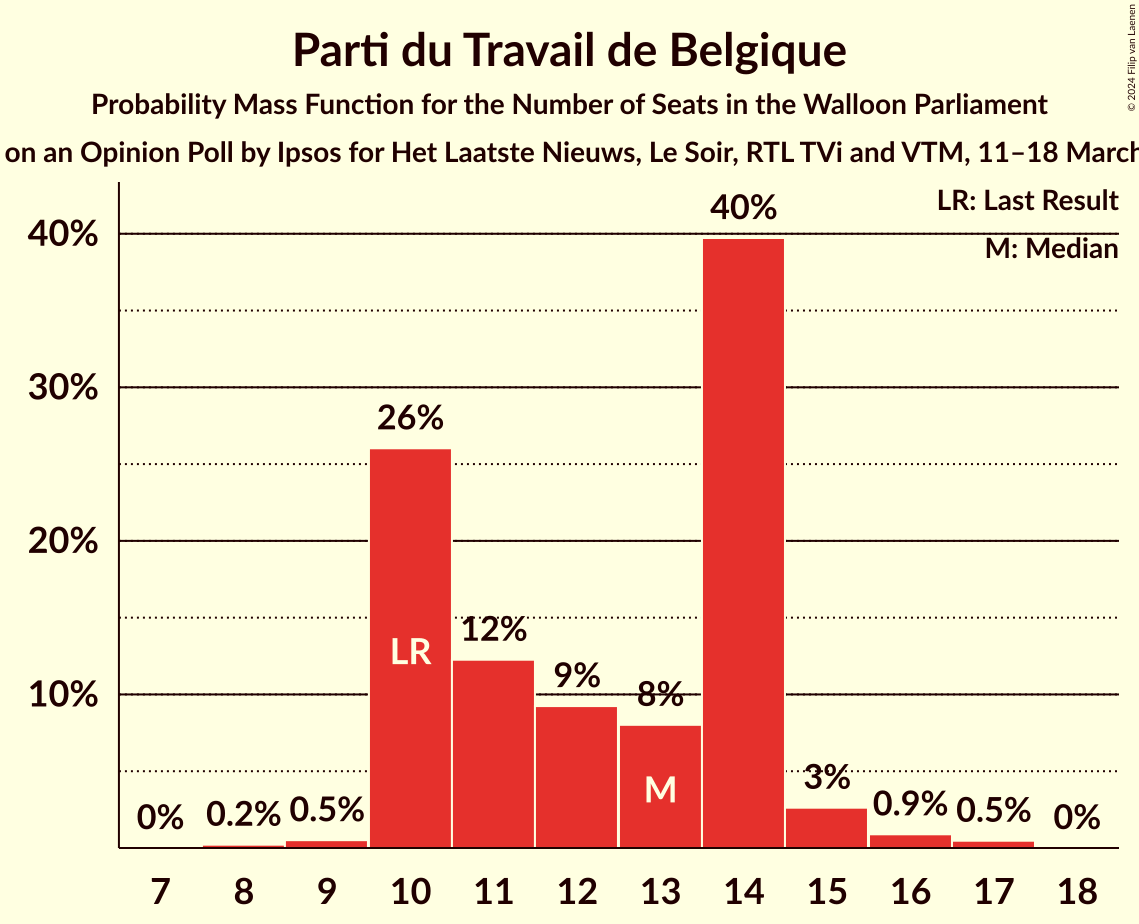 Parti du Travail de Belgique
Probability Mass Function for the Number of Seats in the Walloon Parliament
on an Opinion Poll by Ipsos for Het Laatste Nieuws, Le Soir, RTL TVi and VTM, 11–18 March
© 2024 Filip van Laenen
LR: Last Result
M: Median
40%
30%
20%
10%
0%
0.2%
0.5%
26%
12%
9%
8%
40%
3%
0.9%
0.5%
0%
LR
M
7 8 9 10 11 12 13 14 15 16 17 18